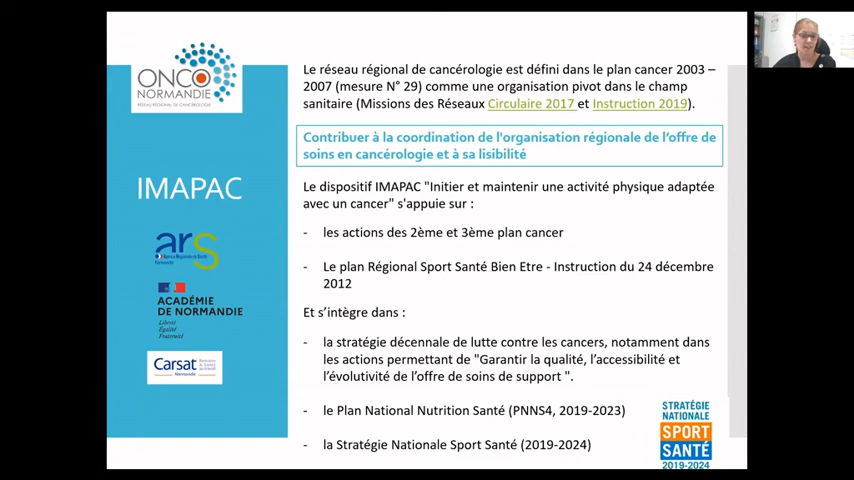 ONCO
NORMANDIE
RÉSEAU RÉGIONAL DE CANCÉROLOGIE
IMAPAC
ars
Agence Régionale de Santé
Normandie
ACADÉMIE
DE NORMANDIE
Liberté
Égalité
Fraternité
Carsat
Normandie
Le réseau régional de cancérologie est défini dans le plan cancer 2003 –
2007 (mesure N° 29) comme une organisation pivot dans le champ
sanitaire (Missions des Réseaux Circulaire 2017 et Instruction 2019).
Contribuer à la coordination de l'organisation régionale de l'offre de
soins en cancérologie et à sa lisibilité
Le dispositif IMAPAC "Initier et maintenir une activité physique adaptée
avec un cancer" s'appuie sur :
- les actions des 2ème et 3ème plan cancer
- Le plan Régional Sport Santé Bien Etre - Instruction du 24 décembre
2012
Et s'intègre dans :
- la stratégie décennale de lutte contre les cancers, notamment dans
les actions permettant de "Garantir la qualité, l'accessibilité et
l'évolutivité de l'offre de soins de support ".
- le Plan National Nutrition Santé (PNNS4, 2019-2023)
- la Stratégie Nationale Sport Santé (2019-2024)
STRATÉGIE
NATIONALE
SPORT
SANTÉ
2019-2024